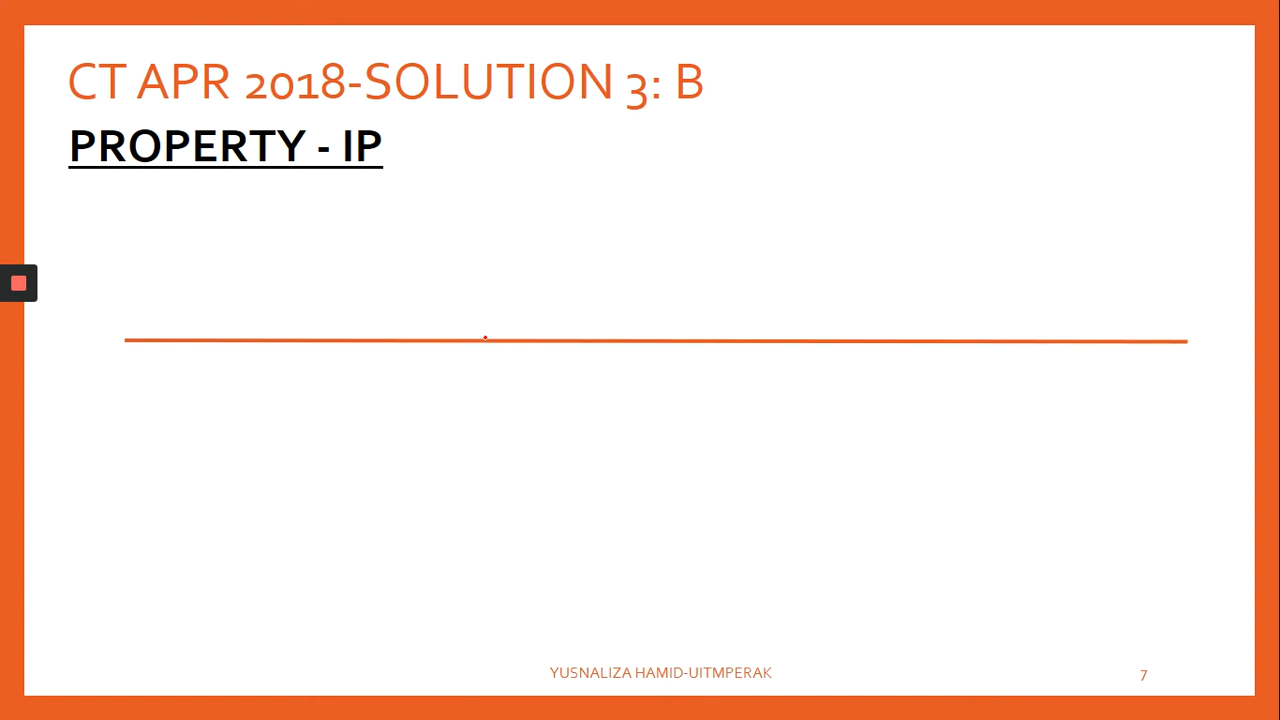 CT APR 2018-SOLUTION 3: B
PROPERTY - IP
YUSNALIZA HAMID-UITMPERAK
7